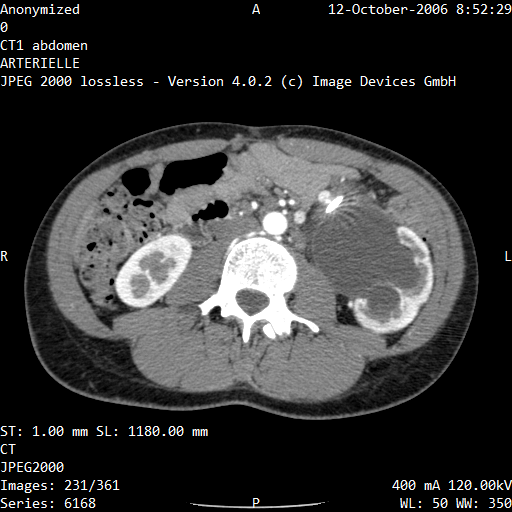 Anonymized A 12-October-2006 8:52:29
0
CT1 abdomen
ARTERIELLE
JPEG 2000 lossless - Version 4.0.2 (c) Image Devices GmbH
R L
ST: 1.00 mm SL: 1180.00 mm
CT
JPEG2000
Images: 231/361 400 mA 120.00kV
Series: 6168 P WL: 50 WW: 350